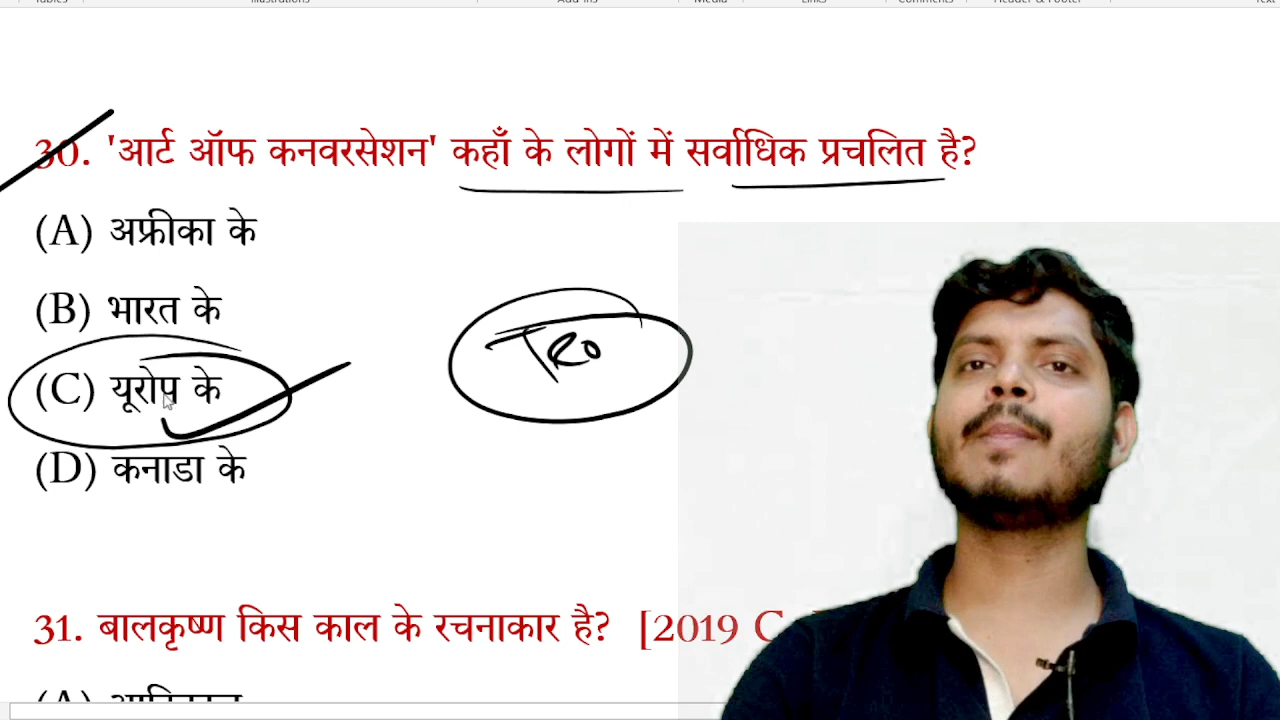 30. 'आर्ट ऑफ कनवरसेशन' कहाँ के लोगों में सर्वाधिक प्रचलित है?
(A) अफ्रीका के
(B) भारत के
(C) यूरोप के
(D) कनाडा के
31. बालकृष्ण किस काल के रचनाकार है? [2019 C
(A)